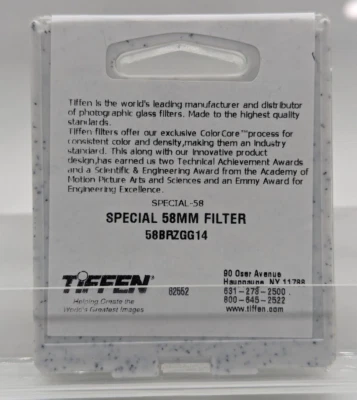 Tiffen is the world's leading manufacturer and distributor
of photographic glass filters. Made to the highest quality
standards.
Tiffen filters offer our exclusive ColorCore™process for
consistent color and density,making them an industry
standard. This along with our innovative product
design,has earned us two Technical Achievement Awards
and a Scientific & Engineering Award from the Academy of
Motion Picture Arts and Sciences and an Emmy Award for
Engineering Excellence.
SPECIAL-58
SPECIAL 58MM FILTER
58BRZGG14
TIFFEN
Helping Create the
World's Greatest Images
82552
90 Oser Avenue
Hauppauge, NY 11788
631-273-2500
800-645-2522
www.tiffen.com